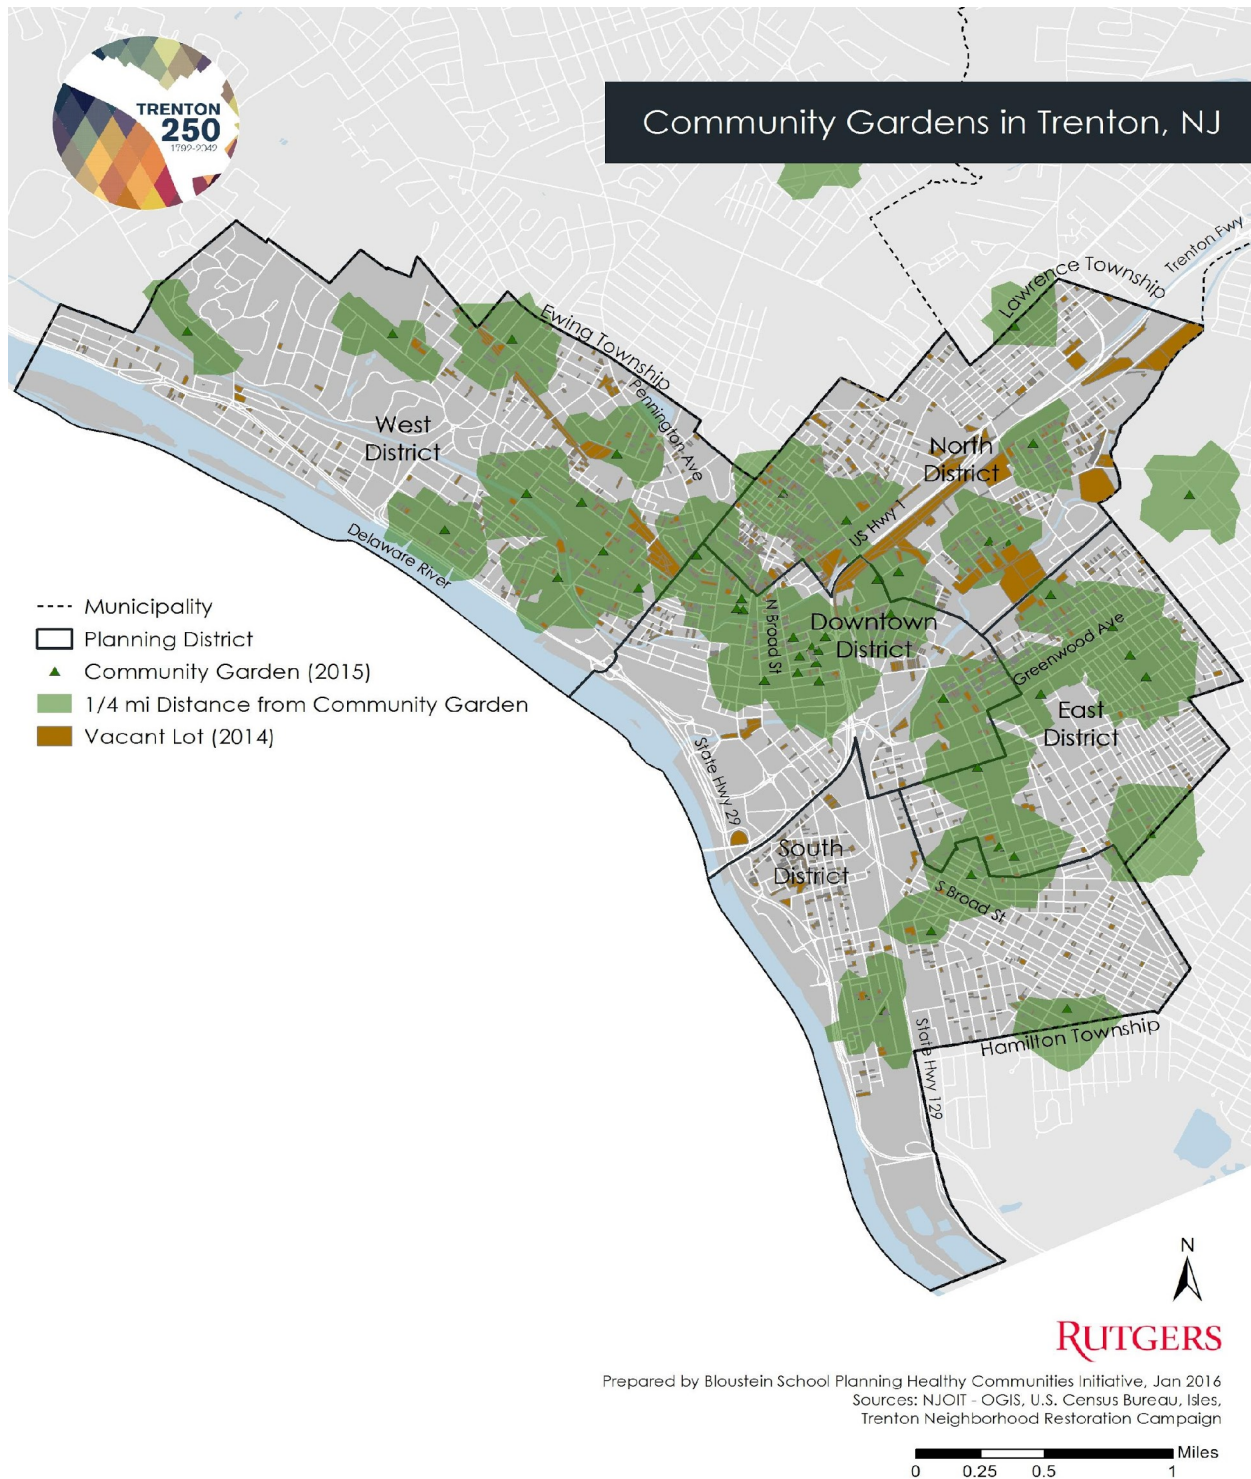 TRENTON
250
1792-2042
Community Gardens in Trenton, NJ
Trenton Fwy
Lawrence Township
Ewing Township
Pennington Ave
West
District
North
District
US Hwy 1
Delaware River
Municipality
Planning District
Community Garden (2015)
1/4 mi Distance from Community Garden
Vacant Lot (2014)
N Broad St
Downtown
District
Greenwood Ave
East
District
State Hwy 29
South
District
S Broad St
State Hwy 129
Hamilton Township
N
RUTGERS
Prepared by Bloustein School Planning Healthy Communities Initiative, Jan 2016
Sources: NJOIT - OGIS, U.S. Census Bureau, Isles,
Trenton Neighborhood Restoration Campaign
Miles
0 0.25 0.5 1